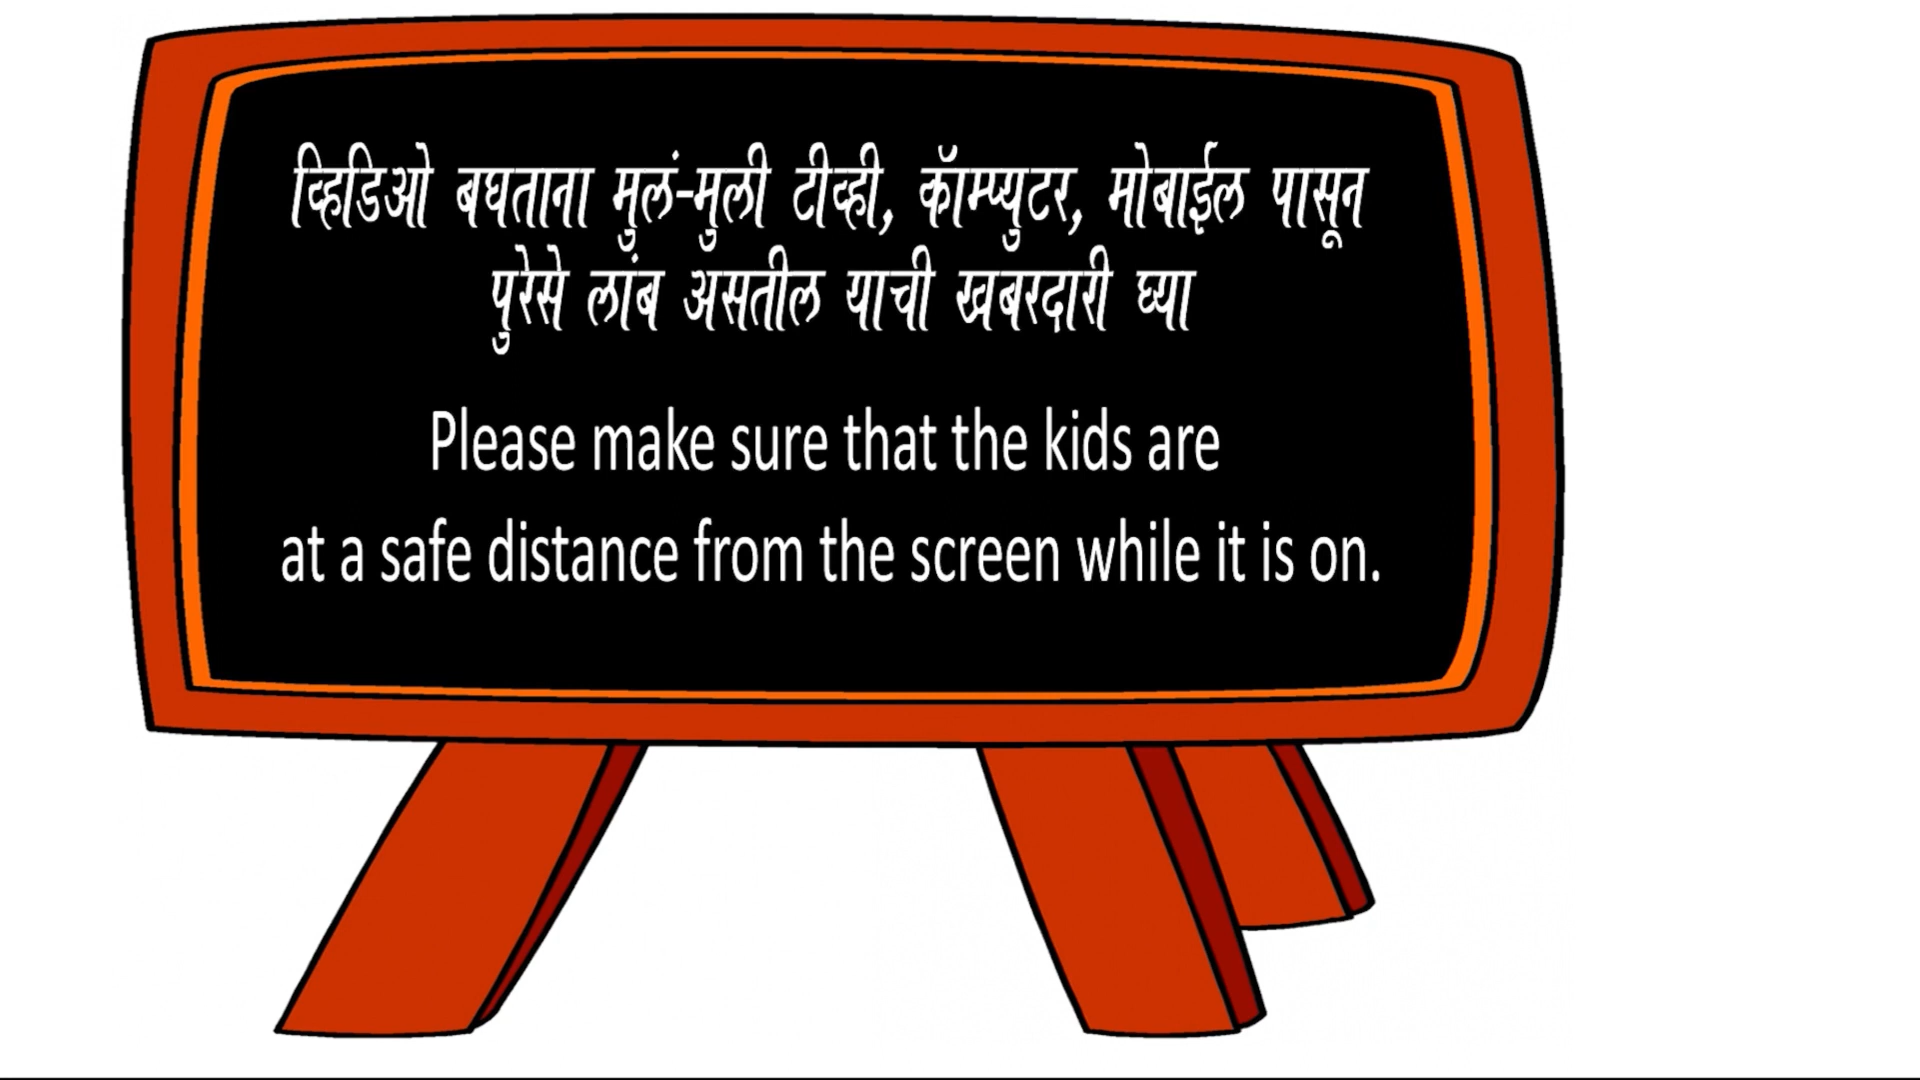 व्हिडिओ बघताना मुलं-मुली टीव्ही, कॉम्प्युटर, मोबाईल पासून
पुरेसे लांब असतील याची खबरदारी घ्या
Please make sure that the kids are
at a safe distance from the screen while it is on.